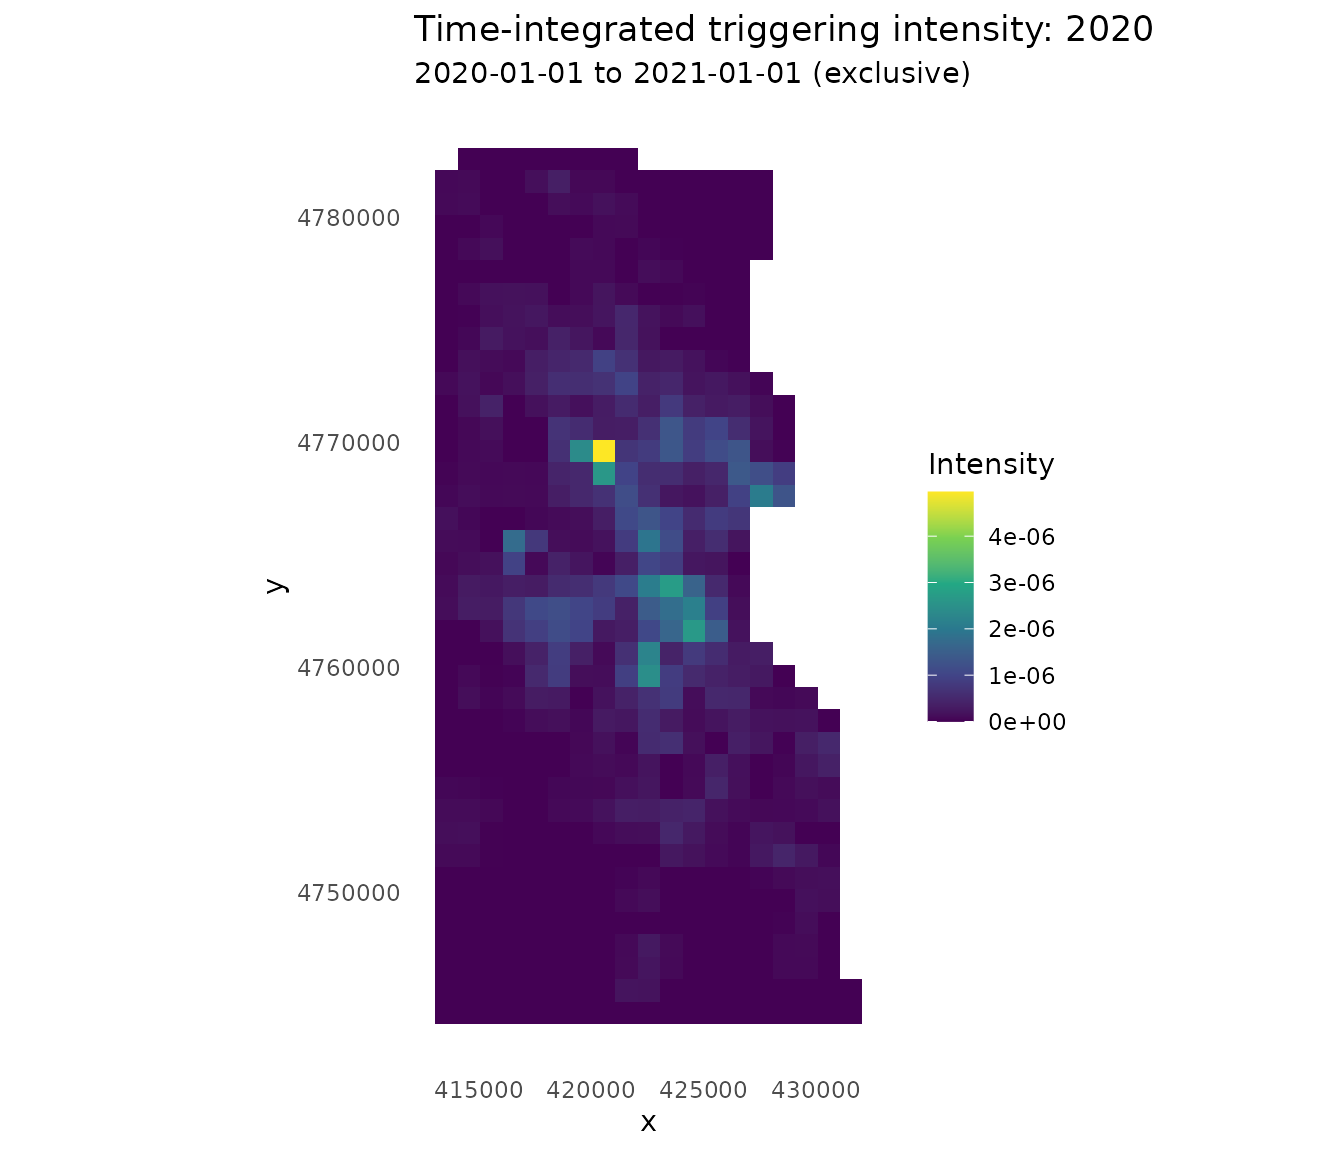 Time-integrated triggering intensity: 2020
2020-01-01 to 2021-01-01 (exclusive)
4780000
4770000
4760000
4750000
y
415000 420000 425000 430000
x
Intensity
4e-06
3e-06
2e-06
1e-06
0e+00